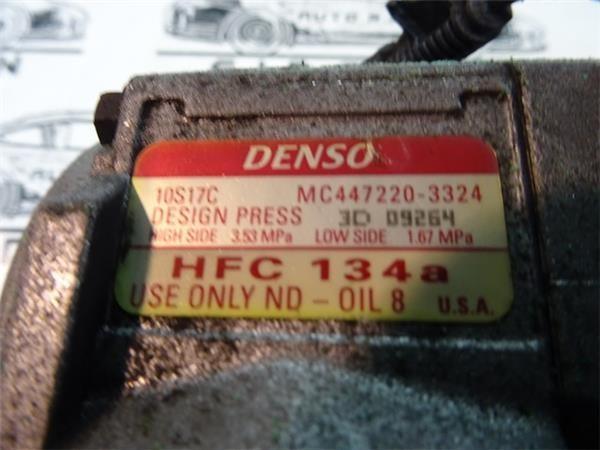 DENSO
10S17C MC447220-3324
DESIGN PRESS 3D 09264
HIGH SIDE 3.53 MPa LOW SIDE 1.67 MPa
HFC 134a
USE ONLY ND - OIL 8 U.S.A.